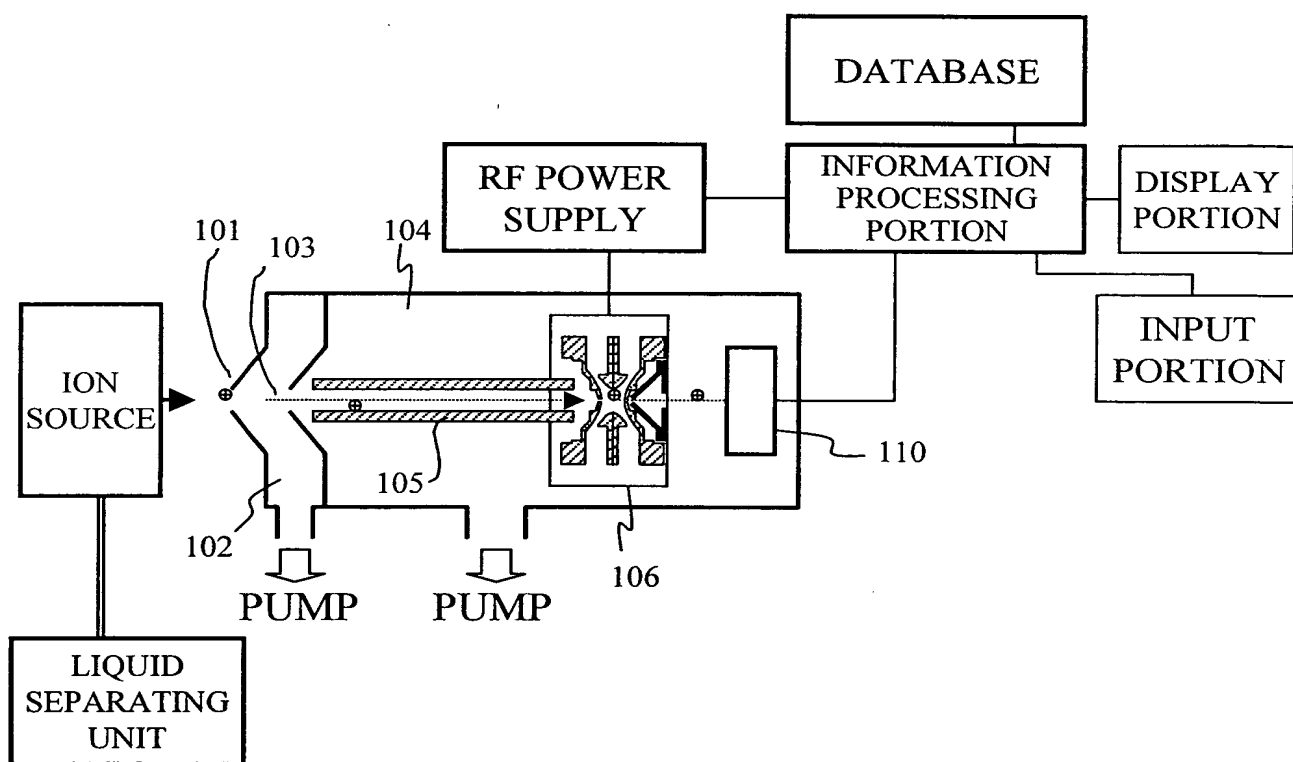 DATABASE
RF POWER
SUPPLY
INFORMATION
PROCESSING
PORTION
DISPLAY
PORTION
INPUT
PORTION
101
103
104
ION
SOURCE
105
102
106
110
PUMP
PUMP
LIQUID
SEPARATING
UNIT